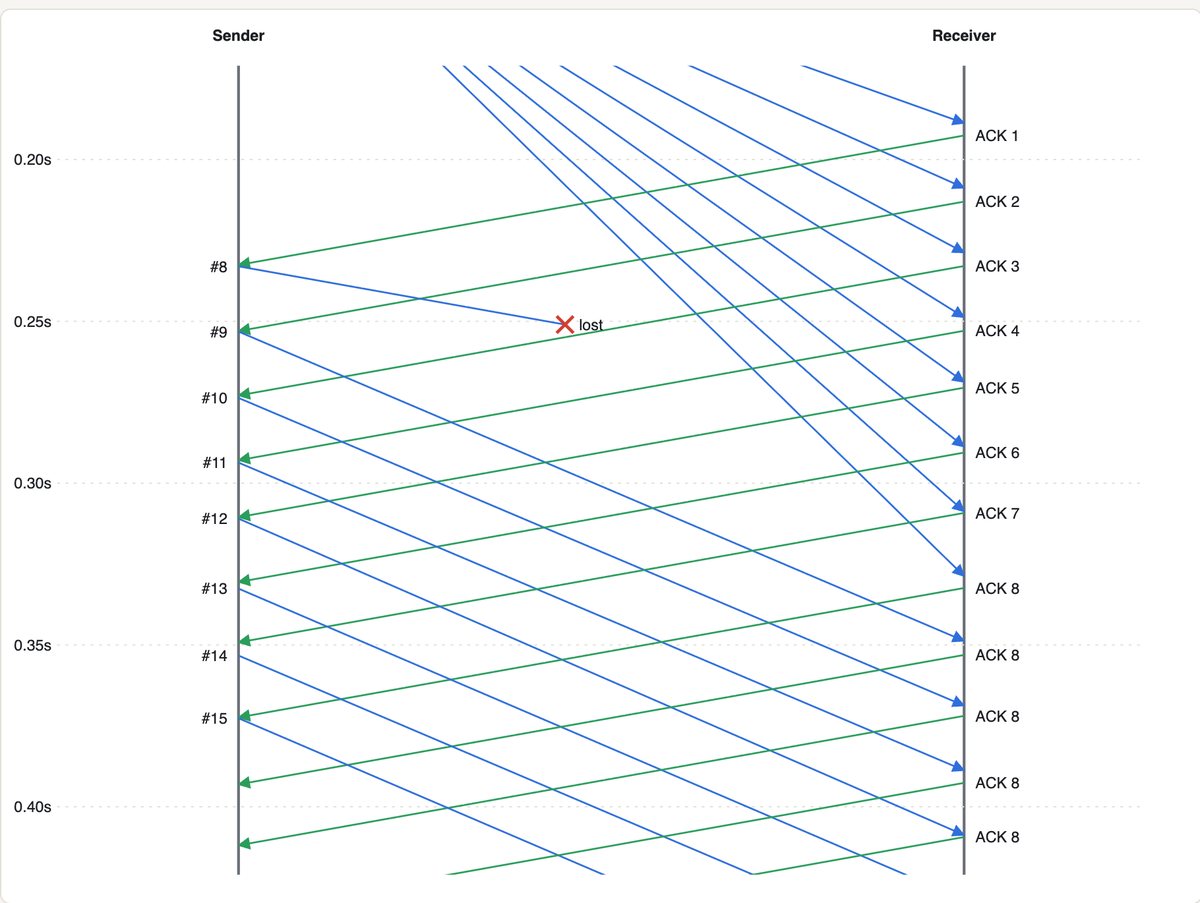 Sender Receiver
ACK 1
0.20s
ACK 2
#8 ACK 3
0.25s lost
#9 ACK 4
ACK 5
#10
ACK 6
#11
0.30s
ACK 7
#12
#13 ACK 8
0.35s
#14 ACK 8
#15 ACK 8
ACK 8
0.40s
ACK 8